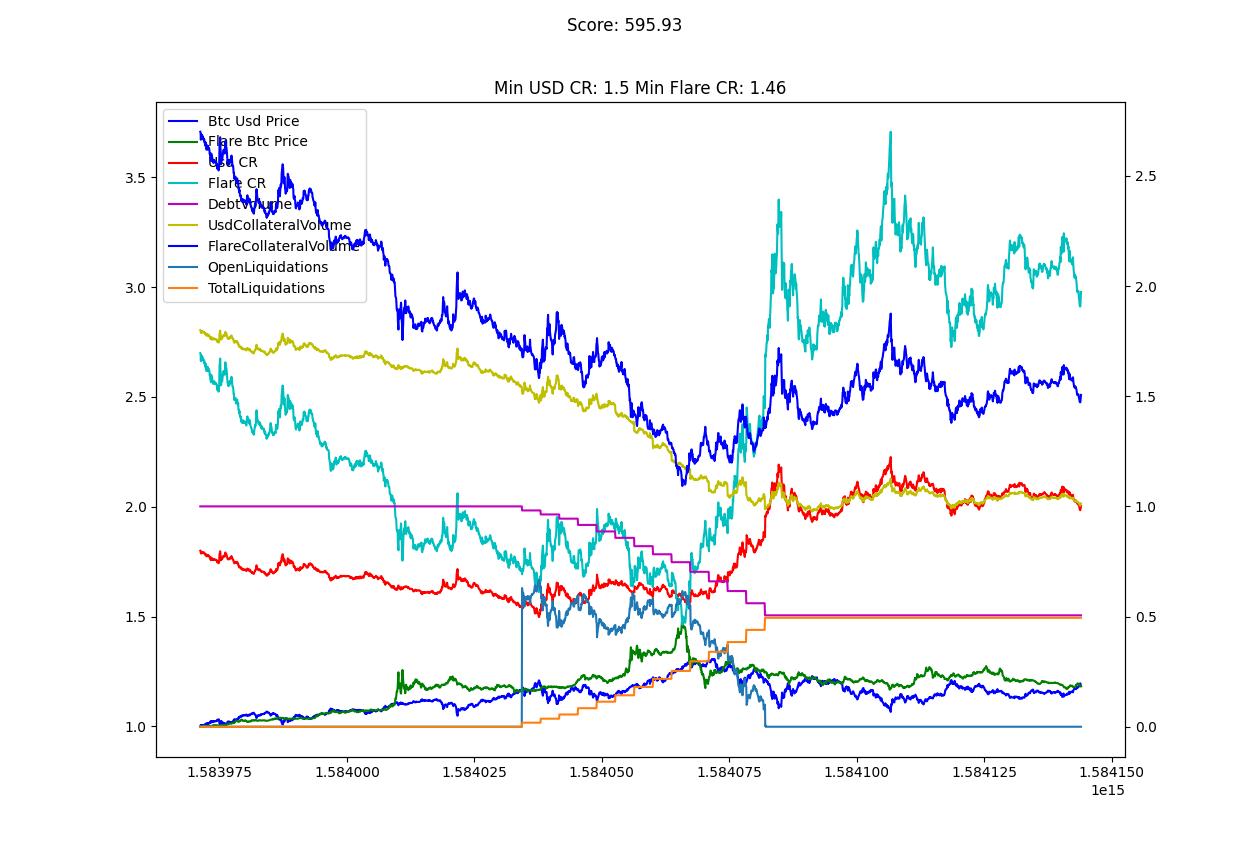 Score: 595.93
Min USD CR: 1.5 Min Flare CR: 1.46
Btc Usd Price
Flare Btc Price
Usd CR
Flare CR
DebtVolume
UsdCollateralVolume
FlareCollateralVolume
OpenLiquidations
TotalLiquidations
3.5
3.0
2.5
2.0
1.5
1.0
2.5
2.0
1.5
1.0
0.5
0.0
1.583975 1.584000 1.584025 1.584050 1.584075 1.584100 1.584125 1.584150
1e15